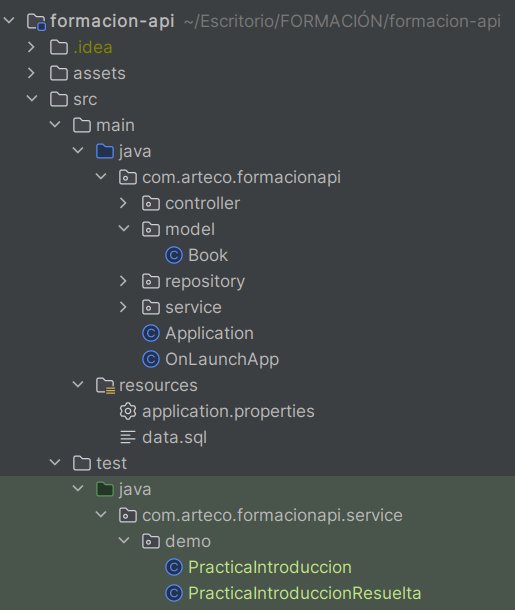 formacion-api ~/Escritorio/FORMACIÓN/formacion-api
.idea
assets
src
main
java
com.arteco.formacionapi
controller
model
Book
repository
service
Application
OnLaunchApp
resources
application.properties
data.sql
test
java
com.arteco.formacionapi.service
demo
PracticaIntroduccion
PracticaIntroduccionResuelta